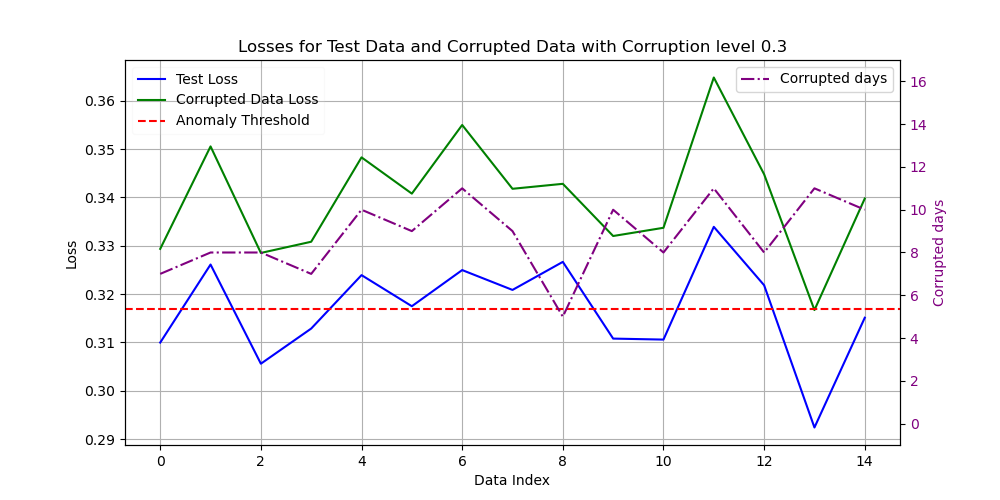 Losses for Test Data and Corrupted Data with Corruption level 0.3
Test Loss
Corrupted Data Loss
Anomaly Threshold
Corrupted days
0.36
0.35
0.34
0.33
0.32
0.31
0.30
0.29
Loss
16
14
12
10
8
6
4
2
0
Corrupted days
0 2 4 6 8 10 12 14
Data Index